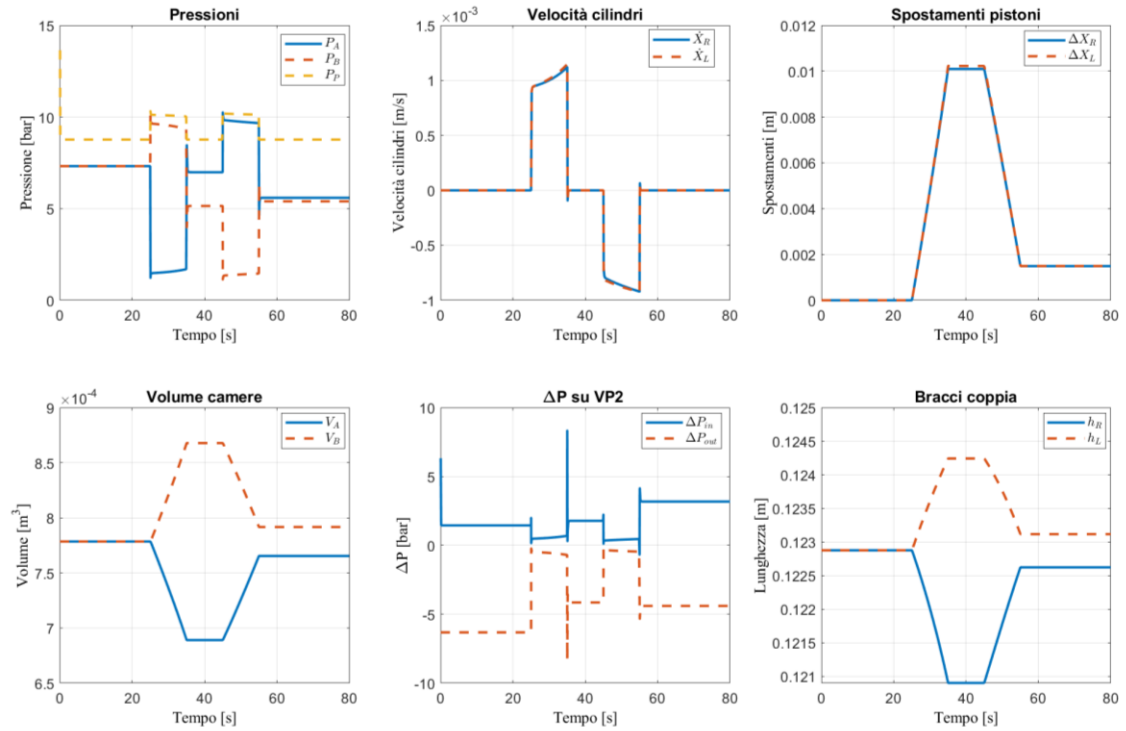 Pressioni
15
10
5
0
Pressione [bar]
P_A
P_B
P_P
0 20 40 60 80
Tempo [s]
Velocità cilindri
×10^-3
1.5
1
0.5
0
-0.5
-1
Velocità cilindri [m/s]
Ẋ_R
Ẋ_L
0 20 40 60 80
Tempo [s]
Spostamenti pistoni
0.012
0.01
0.008
0.006
0.004
0.002
0
Spostamenti [m]
ΔX_R
ΔX_L
0 20 40 60 80
Tempo [s]
Volume camere
×10^-4
9
8.5
8
7.5
7
6.5
Volume [m^3]
V_A
V_B
0 20 40 60 80
Tempo [s]
ΔP su VP2
10
5
0
-5
-10
ΔP [bar]
ΔP_in
ΔP_out
0 20 40 60 80
Tempo [s]
Bracci coppia
0.125
0.1245
0.124
0.1235
0.123
0.1225
0.122
0.1215
0.121
Lunghezza [m]
h_R
h_L
0 20 40 60 80
Tempo [s]